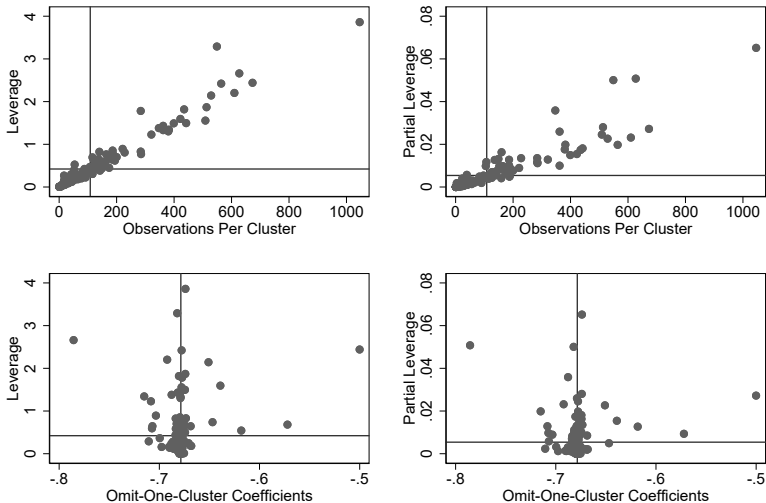 4
3
2
1
0
Leverage
0 200 400 600 800 1000
Observations Per Cluster
.08
.06
.04
.02
0
Partial Leverage
0 200 400 600 800 1000
Observations Per Cluster
4
3
2
1
0
Leverage
-.8 -.7 -.6 -.5
Omit-One-Cluster Coefficients
.08
.06
.04
.02
0
Partial Leverage
-.8 -.7 -.6 -.5
Omit-One-Cluster Coefficients